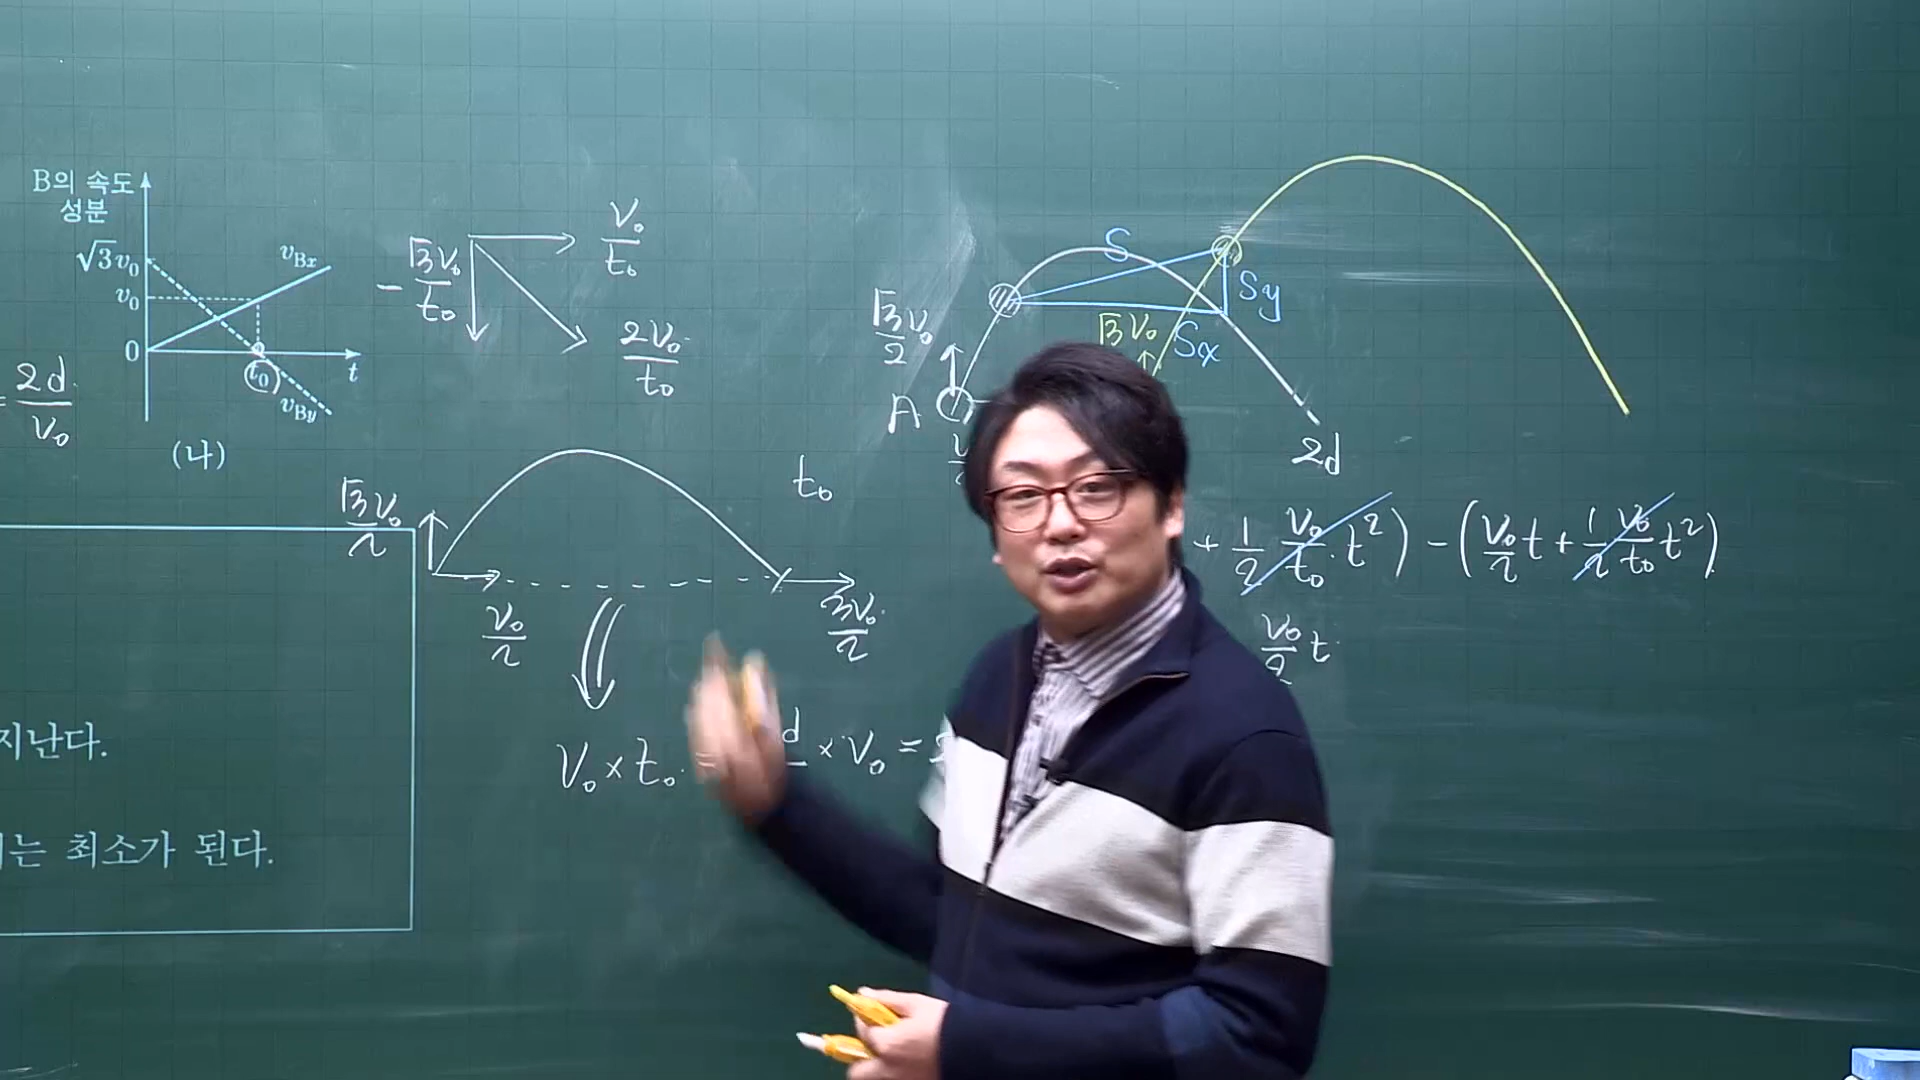 B의 속도
성분
√3v₀
v₀
0
v_Bx
v_By
t₀
t
(나)
= 2d/v₀
-√3v₀/t₀
v₀/t₀
2v₀/t₀
√3v₀/2
v₀/2
t₀
3v₀/2
v₀ × t₀ =
d × v₀ =
지난다.
는 최소가 된다.
S
Sy
Sx
√3v₀/2
√3v₀
A
2d
+ 1/2 v₀/t₀·t²) - (v₀/2 t + 1/2 v₀/t₀ t²)
v₀/2 t